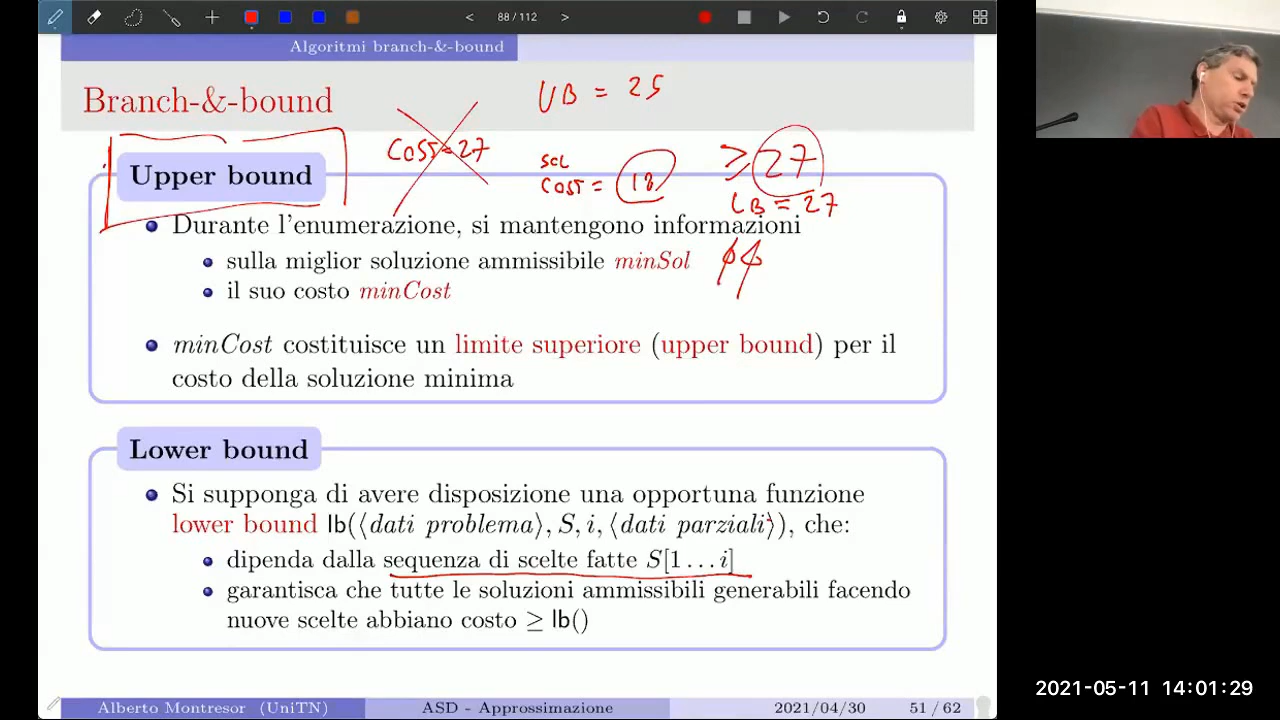 88 / 112
Algoritmi branch-&-bound
Branch-&-bound
UB = 25
COST = 27
SOL
COST = 18
≥ 27
LB = 27
Upper bound
Durante l'enumerazione, si mantengono informazioni
sulla miglior soluzione ammissibile minSol
il suo costo minCost
minCost costituisce un limite superiore (upper bound) per il
costo della soluzione minima
Lower bound
Si supponga di avere disposizione una opportuna funzione
lower bound lb(⟨dati problema⟩, S, i, ⟨dati parziali⟩), che:
dipenda dalla sequenza di scelte fatte S[1 . . . i]
garantisca che tutte le soluzioni ammissibili generabili facendo
nuove scelte abbiano costo ≥ lb()
Alberto Montresor (UniTN) ASD - Approssimazione 2021/04/30 51 / 62
2021-05-11 14:01:29